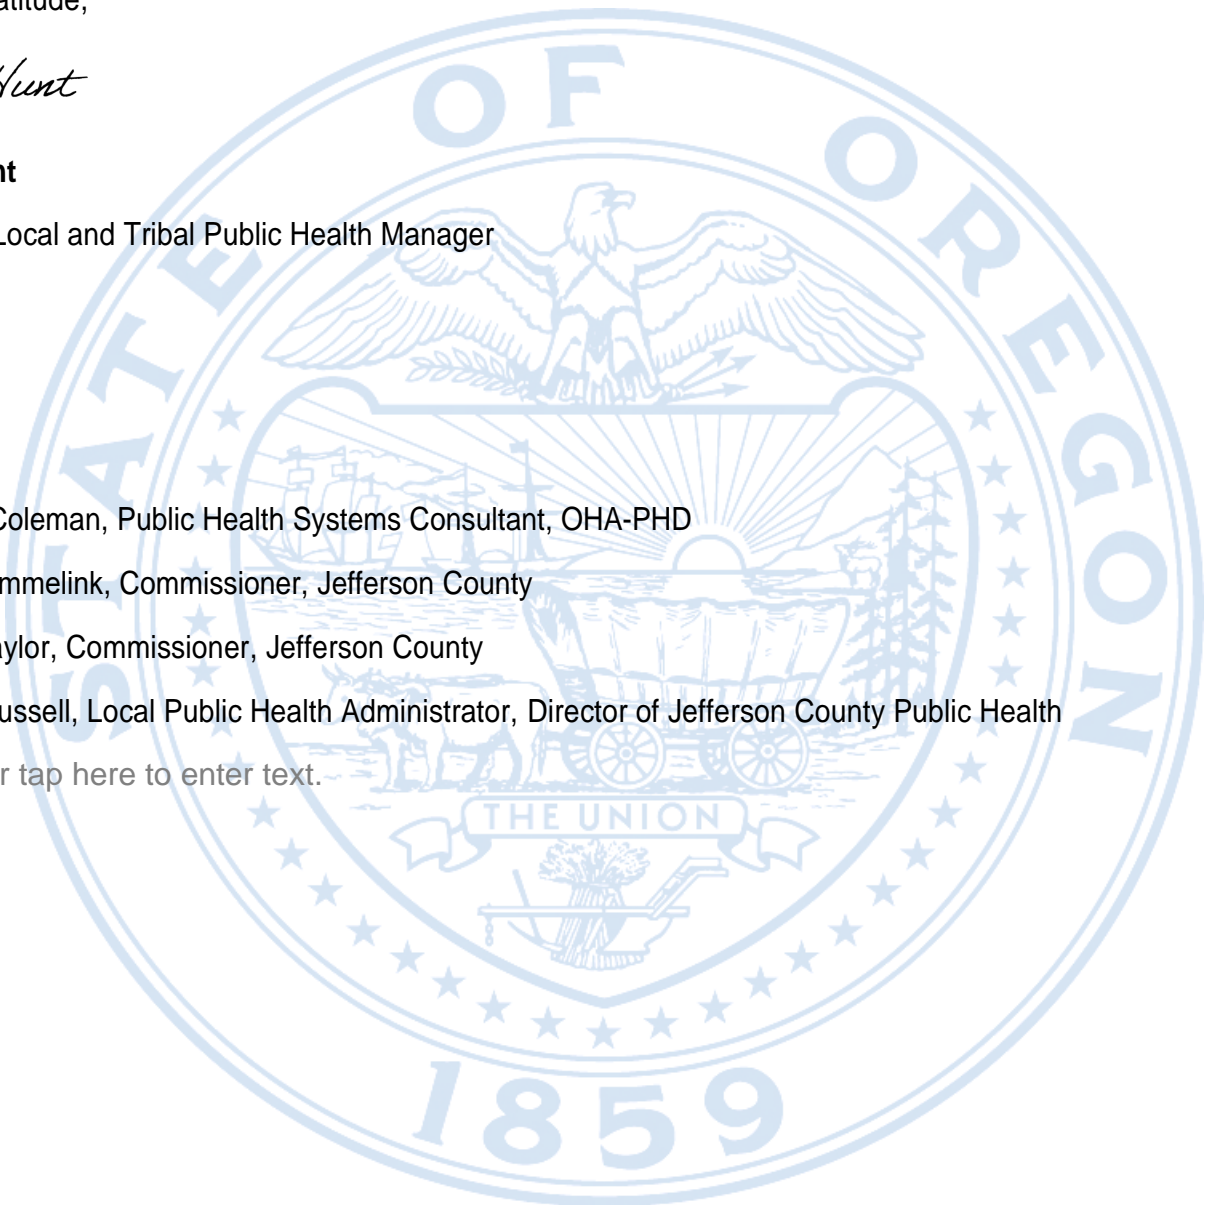 atitude,
Hunt
nt
Local and Tribal Public Health Manager
Coleman, Public Health Systems Consultant, OHA-PHD
mmelink, Commissioner, Jefferson County
aylor, Commissioner, Jefferson County
ussell, Local Public Health Administrator, Director of Jefferson County Public Health
r tap here to enter text.
STATE OF OREGON
THE UNION
1859